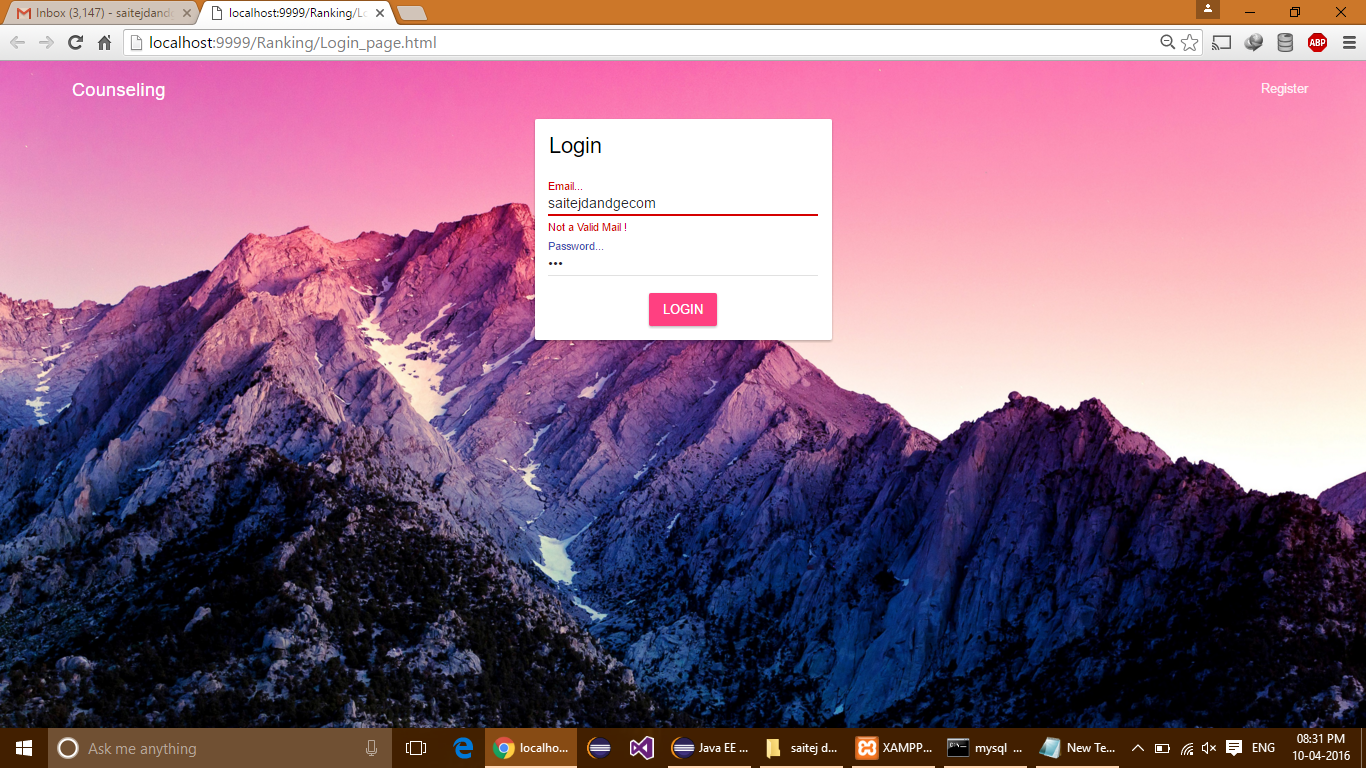 Inbox (3,147) - saitejdand
localhost:9999/Ranking/Lo
localhost:9999/Ranking/Login_page.html
ABP
Counseling
Register
Login
Email...
saitejdandgecom
Not a Valid Mail !
Password...
•••
LOGIN
Ask me anything
localho...
Java EE ...
saitej d...
XAMPP...
mysql ...
New Te...
ENG
08:31 PM
10-04-2016